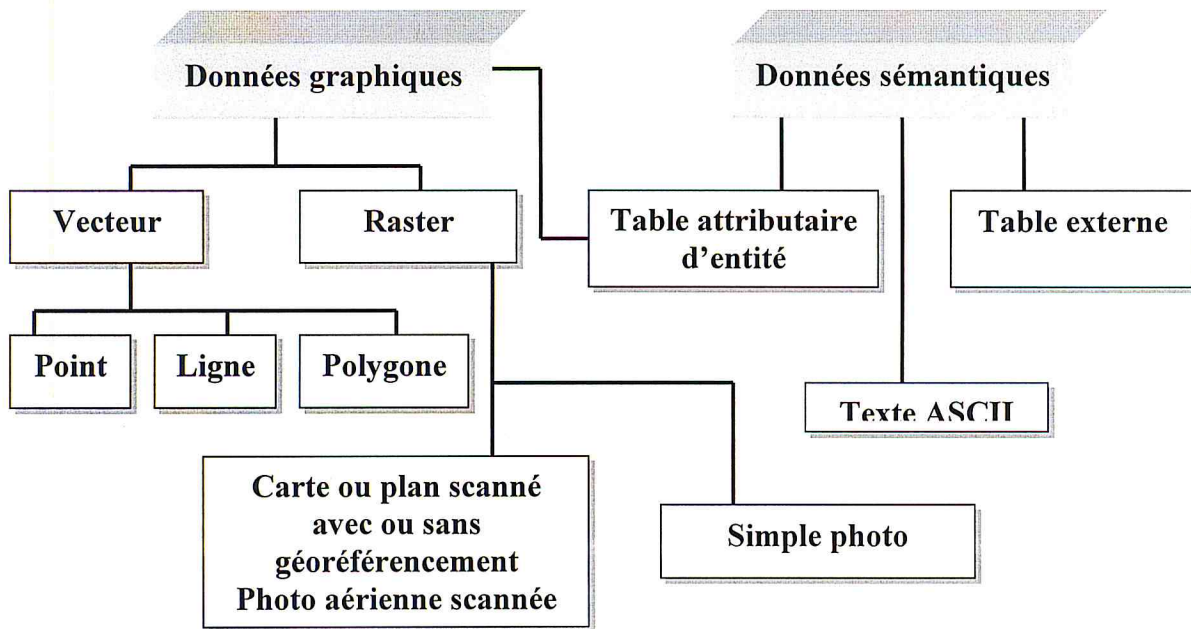 Données graphiques
Données sémantiques
Vecteur
Raster
Table attributaire
d'entité
Table externe
Point
Ligne
Polygone
Texte ASCII
Carte ou plan scanné
avec ou sans
géoréférencement
Photo aérienne scannée
Simple photo